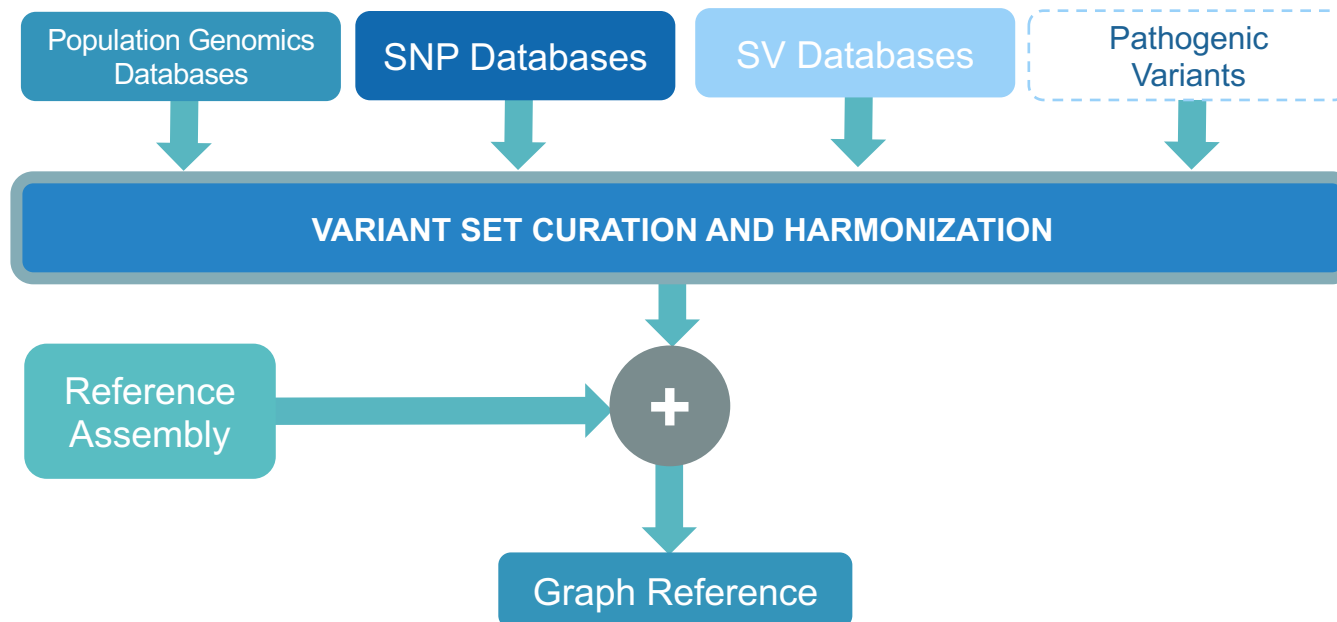 Population Genomics
Databases
SNP Databases
SV Databases
Pathogenic
Variants
VARIANT SET CURATION AND HARMONIZATION
Reference
Assembly
+
Graph Reference